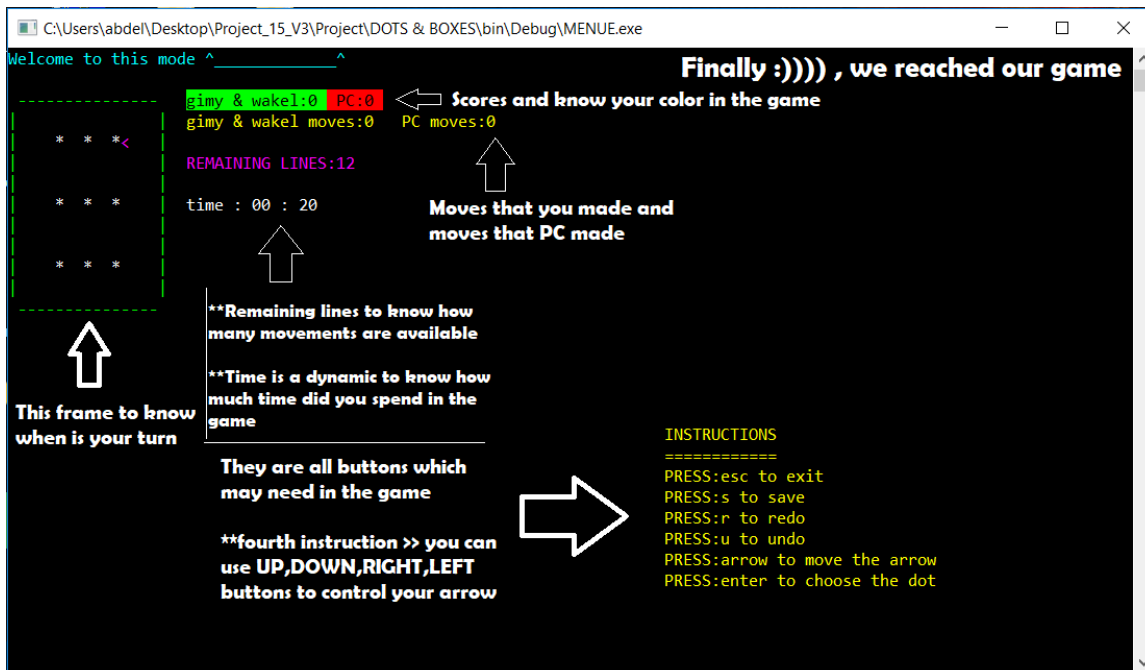 C:\Users\abdel\Desktop\Project_15_V3\Project\DOTS & BOXES\bin\Debug\MENUE.exe
Welcome to this mode ^_____________^
Finally :)))) , we reached our game
gimy & wakel:0 PC:0
Scores and know your color in the game
gimy & wakel moves:0 PC moves:0
* * *<
REMAINING LINES:12
* * *
time : 00 : 20
Moves that you made and
moves that PC made
* * *
**Remaining lines to know how
many movements are available
**Time is a dynamic to know how
much time did you spend in the
game
This frame to know
when is your turn
They are all buttons which
may need in the game
**fourth instruction >> you can
use UP,DOWN,RIGHT,LEFT
buttons to control your arrow
INSTRUCTIONS
============
PRESS:esc to exit
PRESS:s to save
PRESS:r to redo
PRESS:u to undo
PRESS:arrow to move the arrow
PRESS:enter to choose the dot